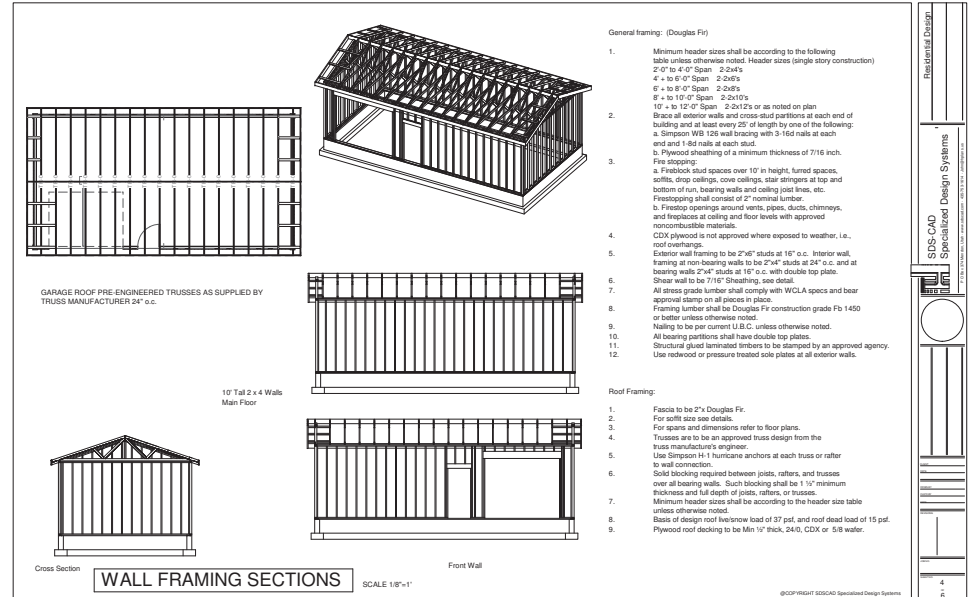 General framing: (Douglas Fir)
1. Minimum header sizes shall be according to the following
table unless otherwise noted. Header sizes (single story construction)
2'-0" to 4'-0" Span 2-2x4's
4' + to 6'-0" Span 2-2x6's
6' + to 8'-0" Span 2-2x8's
8' + to 10'-0" Span 2-2x10's
10' + to 12'-0" Span 2-2x12's or as noted on plan
2. Brace all exterior walls and cross-stud partitions at each end of
building and at least every 25' of length by one of the following:
a. Simpson WB 126 wall bracing with 3-16d nails at each
end and 1-8d nails at each stud.
b. Plywood sheathing of a minimum thickness of 7/16 inch.
3. Fire stopping:
a. Fireblock stud spaces over 10' in height, furred spaces,
soffits, drop ceilings, cove ceilings, stair stringers at top and
bottom of run, bearing walls and ceiling joist lines, etc.
Firestopping shall consist of 2" nominal lumber.
b. Firestop openings around vents, pipes, ducts, chimneys,
and fireplaces at ceiling and floor levels with approved
noncombustible materials.
4. CDX plywood is not approved where exposed to weather, i.e.,
roof overhangs.
5. Exterior wall framing to be 2"x6" studs at 16" o.c. Interior wall,
framing at non-bearing walls to be 2"x4" studs at 24" o.c. and at
bearing walls 2"x4" studs at 16" o.c. with double top plate.
6. Shear wall to be 7/16" Sheathing, see detail.
7. All stress grade lumber shall comply with WCLA specs and bear
approval stamp on all pieces in place.
8. Framing lumber shall be Douglas Fir construction grade Fb 1450
or better unless otherwise noted.
9. Nailing to be per current U.B.C. unless otherwise noted.
10. All bearing partitions shall have double top plates.
11. Structural glued laminated timbers to be stamped by an approved agency.
12. Use redwood or pressure treated sole plates at all exterior walls.
Roof Framing:
1. Fascia to be 2"x Douglas Fir.
2. For soffit size see details.
3. For spans and dimensions refer to floor plans.
4. Trusses are to be an approved truss design from the
truss manufacture's engineer.
5. Use Simpson H-1 hurricane anchors at each truss or rafter
to wall connection.
6. Solid blocking required between joists, rafters, and trusses
over all bearing walls. Such blocking shall be 1 ½" minimum
thickness and full depth of joists, rafters, or trusses.
7. Minimum header sizes shall be according to the header size table
unless otherwise noted.
8. Basis of design roof live/snow load of 37 psf, and roof dead load of 15 psf.
9. Plywood roof decking to be Min ½" thick, 24/0, CDX or 5/8 wafer.
GARAGE ROOF PRE-ENGINEERED TRUSSES AS SUPPLIED BY
TRUSS MANUFACTURER 24" o.c.
10' Tall 2 x 4 Walls
Main Floor
Cross Section
Front Wall
WALL FRAMING SECTIONS
SCALE 1/8"=1'
@COPYRIGHT SDSCAD Specialized Design Systems
Residential Design
SDS-CAD
Specialized Design Systems
4
6